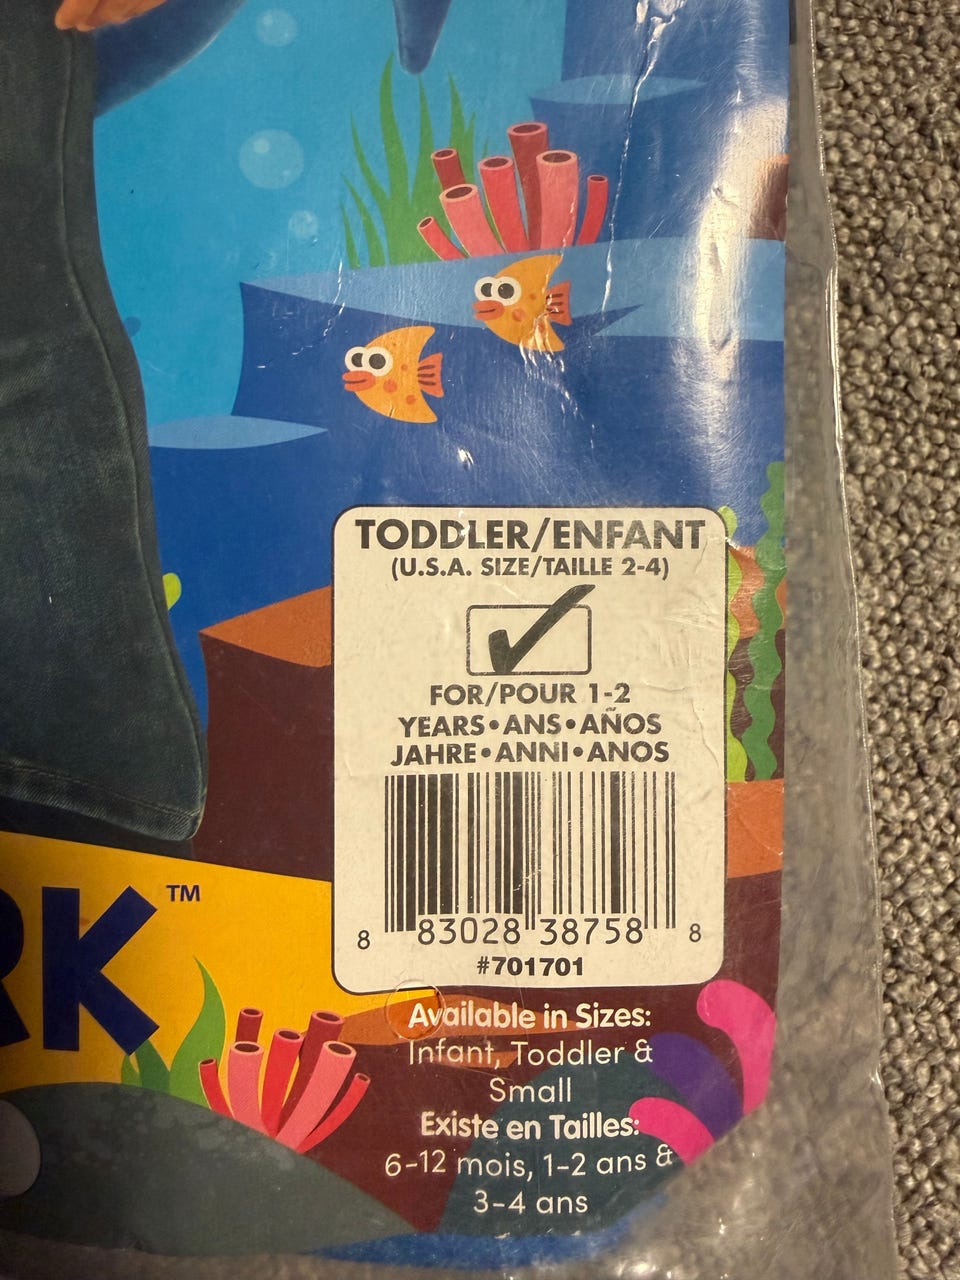 TODDLER/ENFANT
(U.S.A. SIZE/TAILLE 2-4)
FOR/POUR 1-2
YEARS•ANS•AÑOS
JAHRE•ANNI•ANOS
8 83028 38758 8
#701701
RK™
Available in Sizes:
Infant, Toddler &
Small
Existe en Tailles:
6-12 mois, 1-2 ans &
3-4 ans